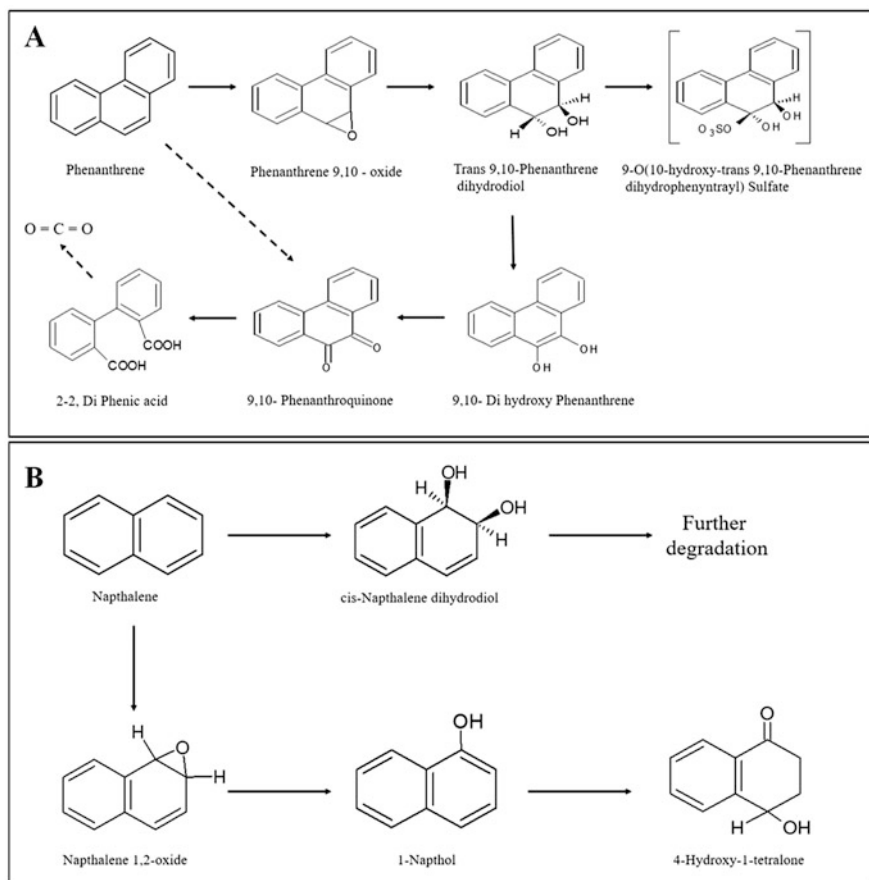 A
Phenanthrene
Phenanthrene 9,10 - oxide
H
OH
H
OH
Trans 9,10-Phenanthrene
dihydrodiol
O3SO
H
OH
OH
9-O(10-hydroxy-trans 9,10-Phenanthrene
dihydrophenyntrayl) Sulfate
O
O = C = O
COOH
COOH
2-2, Di Phenic acid
O
O
9,10- Phenanthroquinone
OH
OH
9,10- Di hydroxy Phenanthrene
B
Napthalene
OH
H
OH
H
cis-Napthalene dihydrodiol
Further
degradation
H
O
H
Napthalene 1,2-oxide
OH
1-Napthol
O
H
OH
4-Hydroxy-1-tetralone